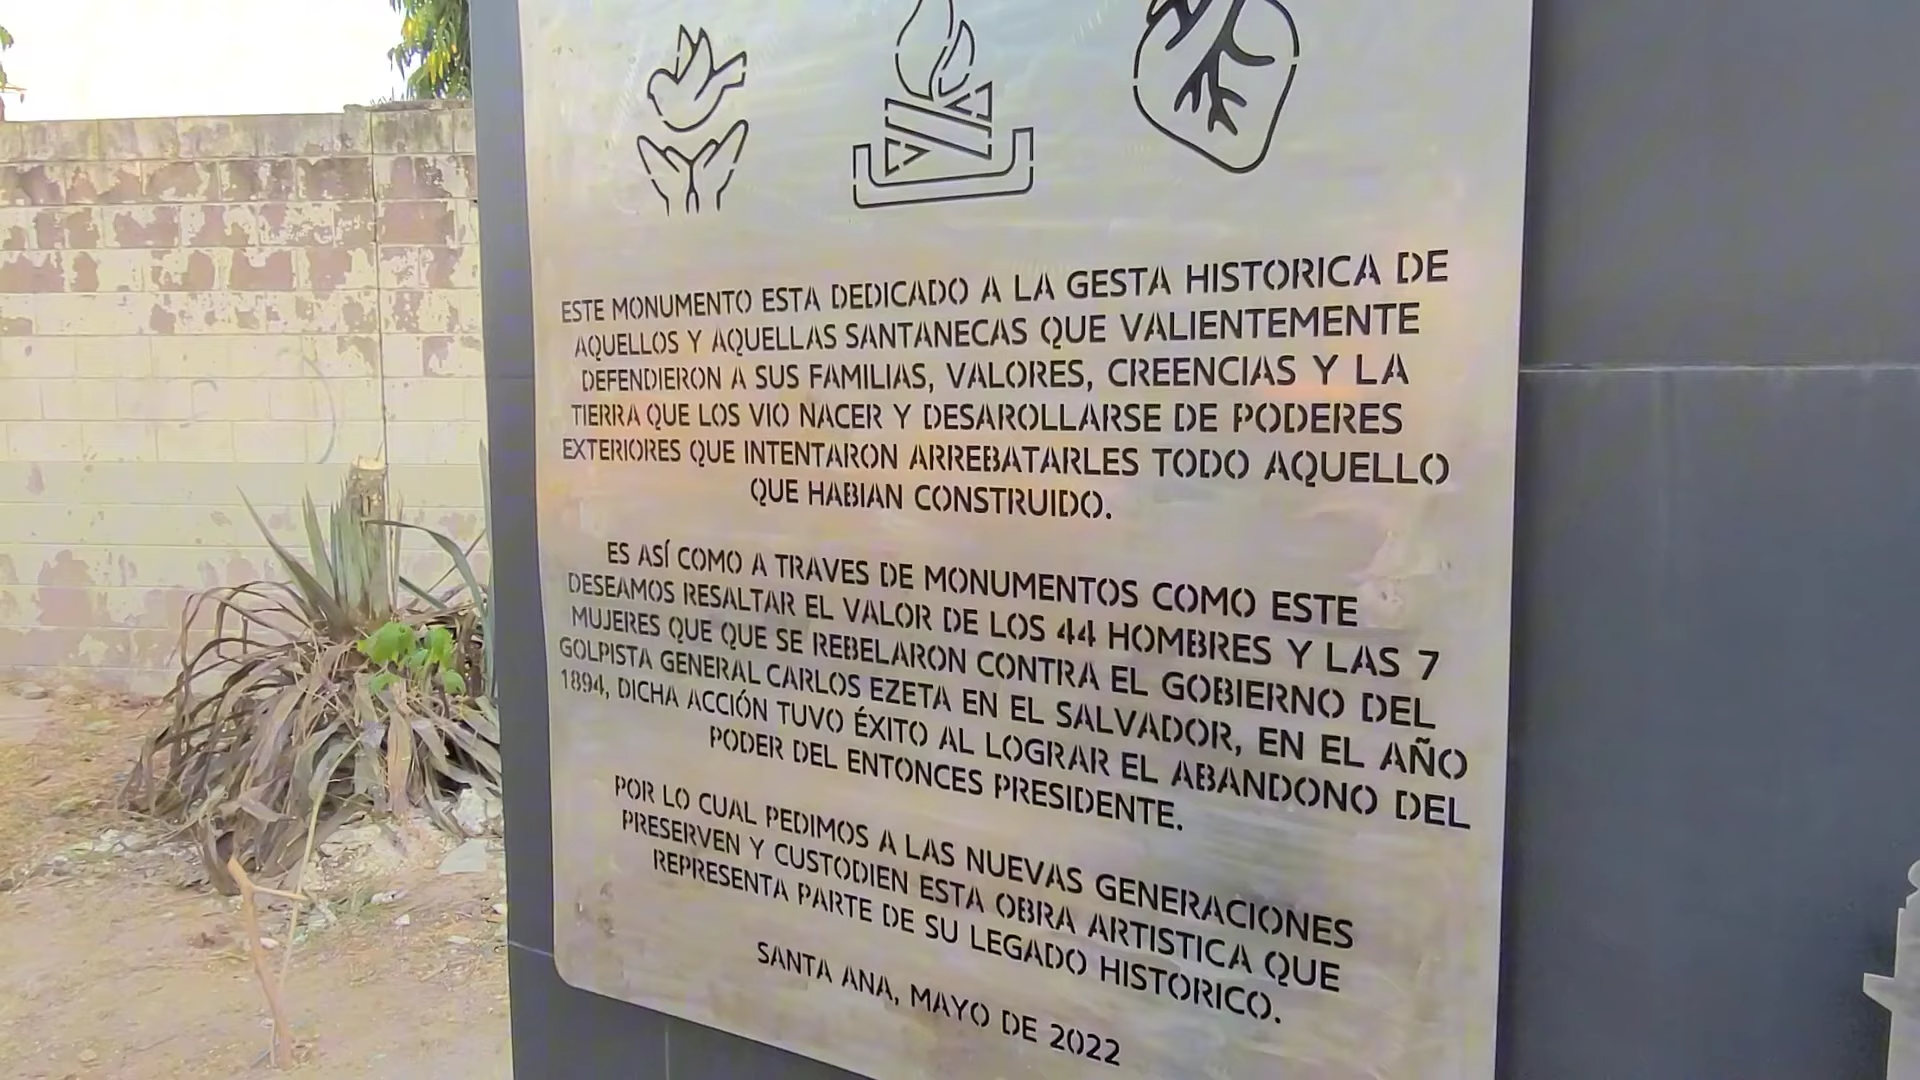 ESTE MONUMENTO ESTA DEDICADO A LA GESTA HISTORICA DE
AQUELLOS Y AQUELLAS SANTANECAS QUE VALIENTEMENTE
DEFENDIERON A SUS FAMILIAS, VALORES, CREENCIAS Y LA
TIERRA QUE LOS VIO NACER Y DESAROLLARSE DE PODERES
EXTERIORES QUE INTENTARON ARREBATARLES TODO AQUELLO
QUE HABIAN CONSTRUIDO.
ES ASÍ COMO A TRAVES DE MONUMENTOS COMO ESTE
DESEAMOS RESALTAR EL VALOR DE LOS 44 HOMBRES Y LAS 7
MUJERES QUE QUE SE REBELARON CONTRA EL GOBIERNO DEL
GOLPISTA GENERAL CARLOS EZETA EN EL SALVADOR, EN EL AÑO
1894, DICHA ACCIÓN TUVO ÉXITO AL LOGRAR EL ABANDONO DEL
PODER DEL ENTONCES PRESIDENTE.
POR LO CUAL PEDIMOS A LAS NUEVAS GENERACIONES
PRESERVEN Y CUSTODIEN ESTA OBRA ARTISTICA QUE
REPRESENTA PARTE DE SU LEGADO HISTORICO.
SANTA ANA, MAYO DE 2022